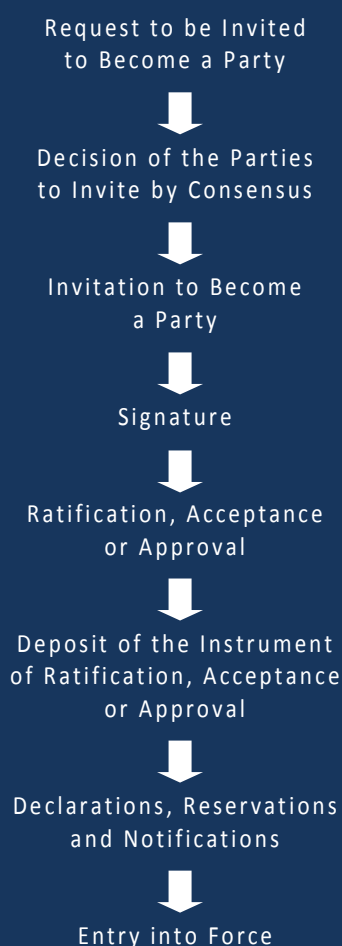 Request to be Invited
to Become a Party
Decision of the Parties
to Invite by Consensus
Invitation to Become
a Party
Signature
Ratification, Acceptance
or Approval
Deposit of the Instrument
of Ratification, Acceptance
or Approval
Declarations, Reservations
and Notifications
Entry into Force